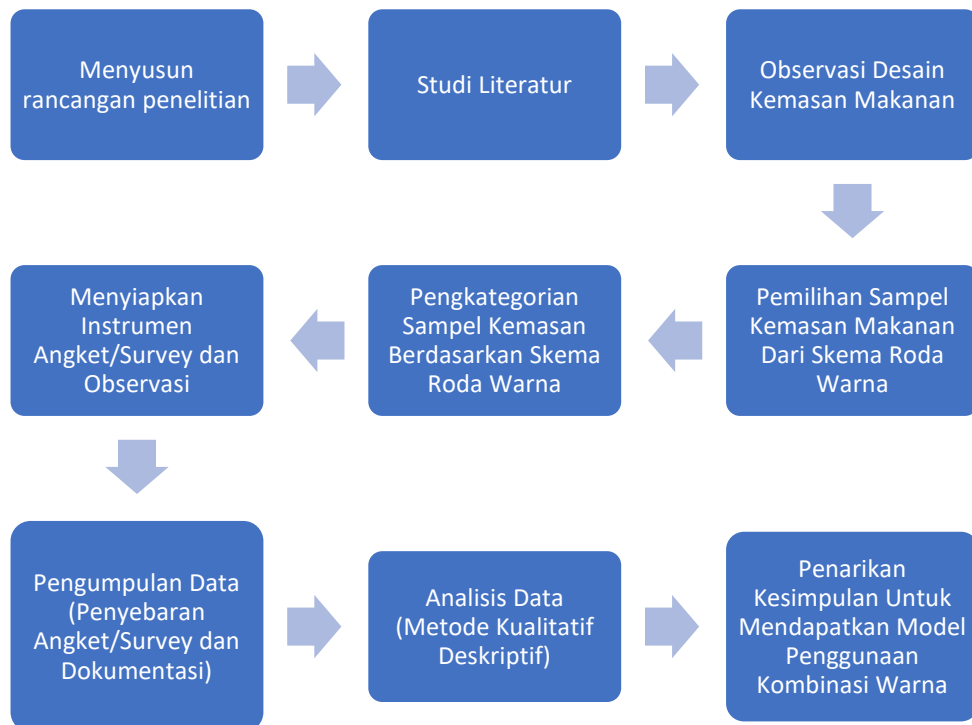 Menyusun
rancangan penelitian
Studi Literatur
Observasi Desain
Kemasan Makanan
Pemilihan Sampel
Kemasan Makanan
Dari Skema Roda
Warna
Pengkategorian
Sampel Kemasan
Berdasarkan Skema
Roda Warna
Menyiapkan
Instrumen
Angket/Survey dan
Observasi
Pengumpulan Data
(Penyebaran
Angket/Survey dan
Dokumentasi)
Analisis Data
(Metode Kualitatif
Deskriptif)
Penarikan
Kesimpulan Untuk
Mendapatkan Model
Penggunaan
Kombinasi Warna